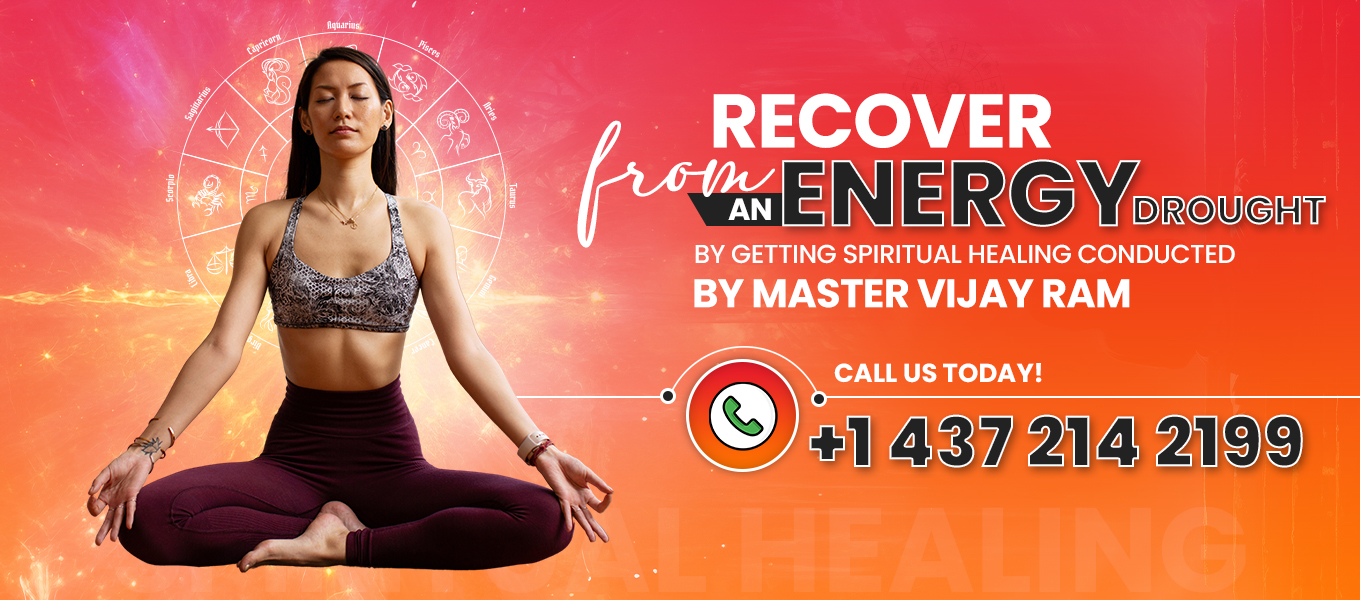 Aquarius
Capricorn
Pisces
Sagittarius
Aries
Scorpio
Taurus
Libra
RECOVER
from
AN ENERGY DROUGHT
BY GETTING SPIRITUAL HEALING CONDUCTED
BY MASTER VIJAY RAM
CALL US TODAY!
+1 437 214 2199
HEALING